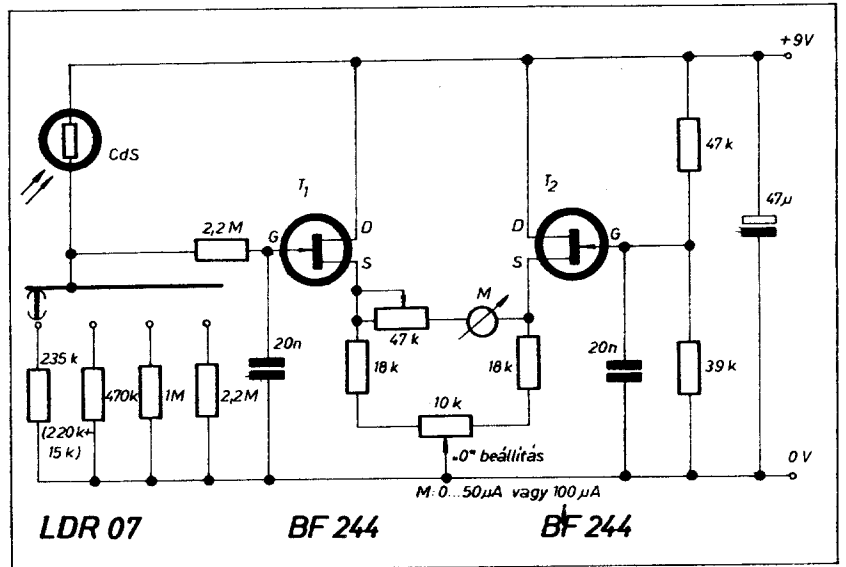 +9V
CdS
47k
47µ
T1
T2
2,2M
G
D
S
D
G
S
M
47k
20n
18k
18k
20n
39k
235k
470k
1M
2,2M
(220k+
15k)
10k
„0" beállítás
0V
M: 0...50µA vagy 100µA
LDR 07
BF 244
BF 244